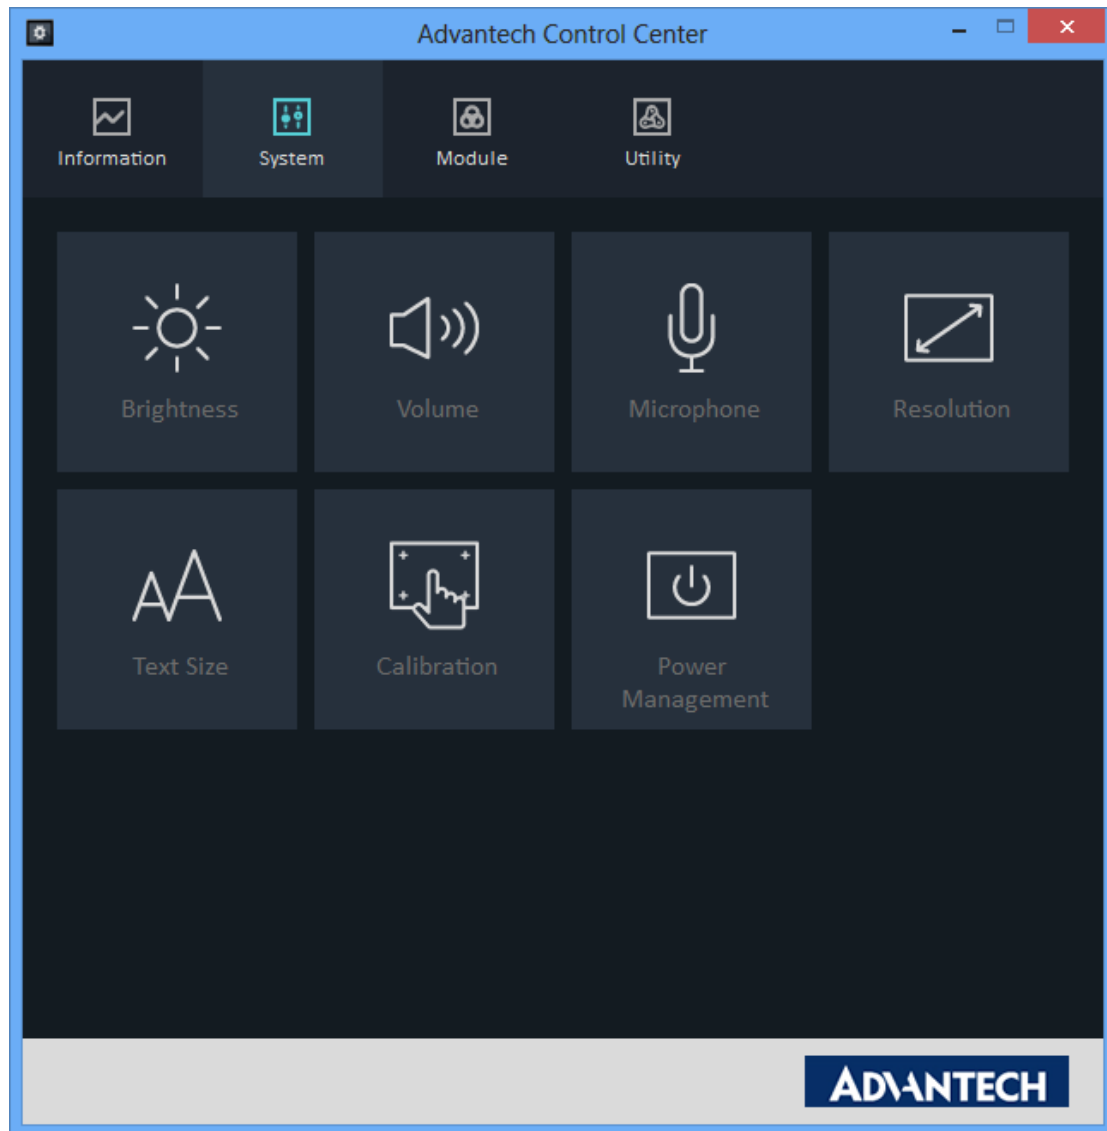 Advantech Control Center
Information System Module Utility
Brightness Volume Microphone Resolution
Text Size Calibration Power
Management
ADVANTECH